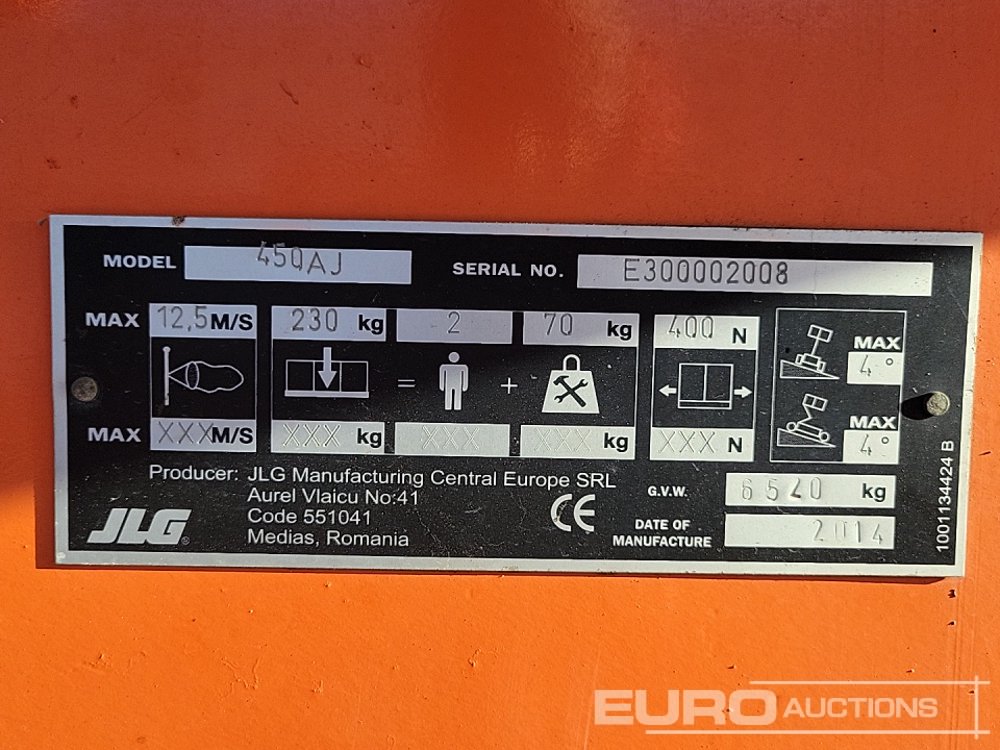 MODEL 450AJ SERIAL NO. E300002008
MAX 12,5 M/S 230 kg 2 70 kg 400 N
= + MAX 4°
MAX XXX M/S XXX kg XXX XXX kg XXX N MAX 4°
Producer: JLG Manufacturing Central Europe SRL
Aurel Vlaicu No:41
Code 551041
Medias, Romania
JLG®
CE
G.V.W. 6540 kg
DATE OF
MANUFACTURE 2014
1001134424 B
EURO AUCTIONS